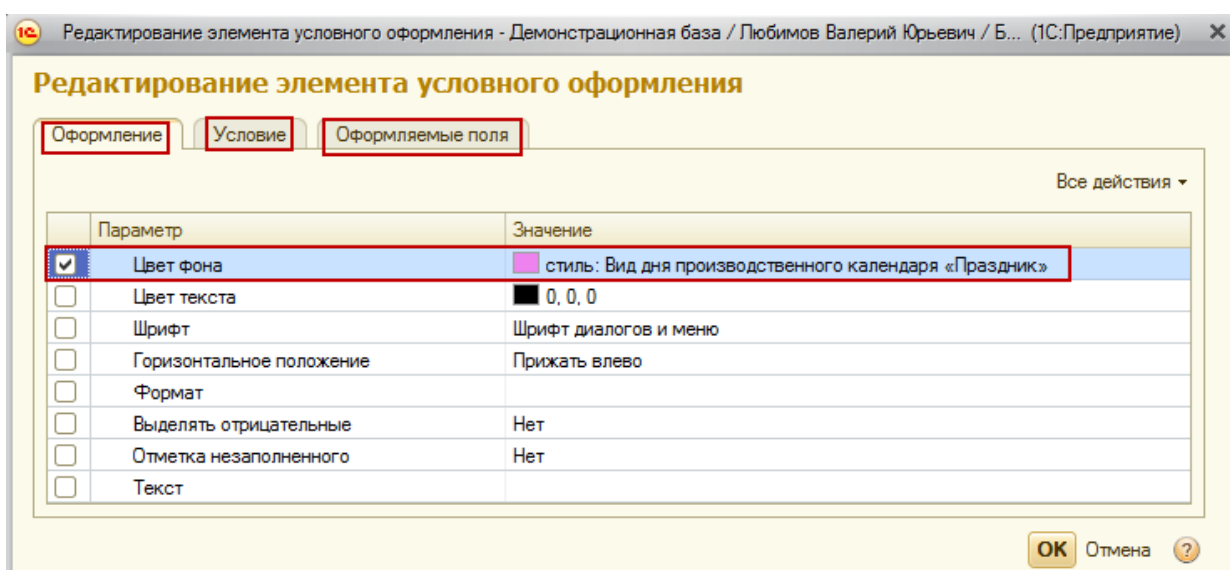 1С Редактирование элемента условного оформления - Демонстрационная база / Любимов Валерий Юрьевич / Б... (1С:Предприятие)
Редактирование элемента условного оформления
Оформление Условие Оформляемые поля
Все действия
Параметр Значение
Цвет фона стиль: Вид дня производственного календаря «Праздник»
Цвет текста 0, 0, 0
Шрифт Шрифт диалогов и меню
Горизонтальное положение Прижать влево
Формат
Выделять отрицательные Нет
Отметка незаполненного Нет
Текст
ОК Отмена ?